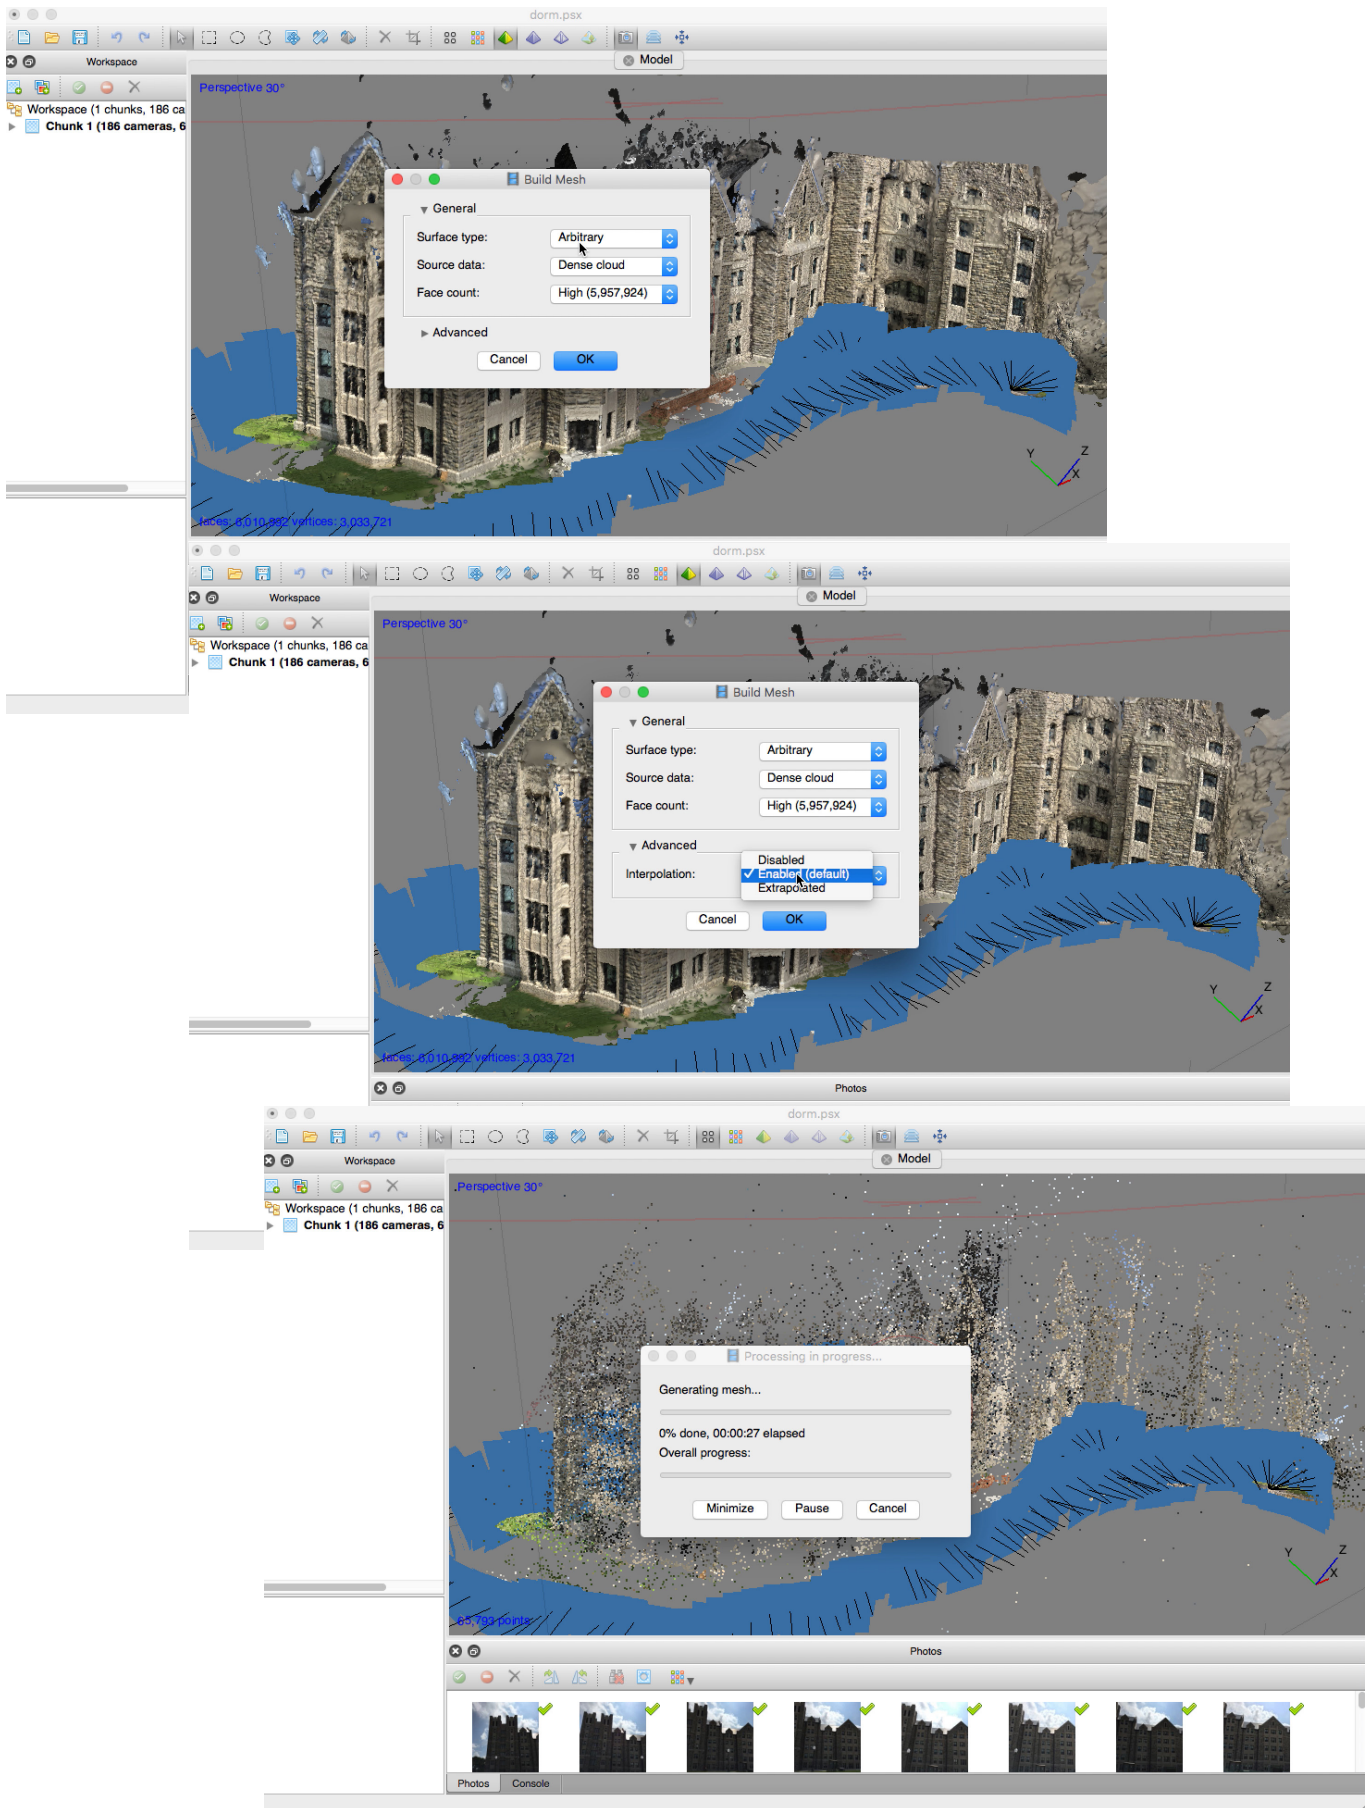 dorm.psx
Workspace
Model
Workspace (1 chunks, 186 ca
Chunk 1 (186 cameras, 6
Perspective 30°
Build Mesh
General
Surface type: Arbitrary
Source data: Dense cloud
Face count: High (5,957,924)
Advanced
Cancel OK
Y Z
X
faces: 6,010,992 vertices: 3,033,721
dorm.psx
Workspace
Model
Workspace (1 chunks, 186 ca
Chunk 1 (186 cameras, 6
Perspective 30°
Build Mesh
General
Surface type: Arbitrary
Source data: Dense cloud
Face count: High (5,957,924)
Advanced
Disabled
Interpolation: Enabled (default)
Extrapolated
Cancel OK
Y Z
X
faces: 6,010,992 vertices: 3,033,721
Photos
dorm.psx
Workspace
Model
Workspace (1 chunks, 186 ca
Chunk 1 (186 cameras, 6
Perspective 30°
Processing in progress...
Generating mesh...
0% done, 00:00:27 elapsed
Overall progress:
Minimize Pause Cancel
Y Z
X
65,793 points
Photos
Photos Console